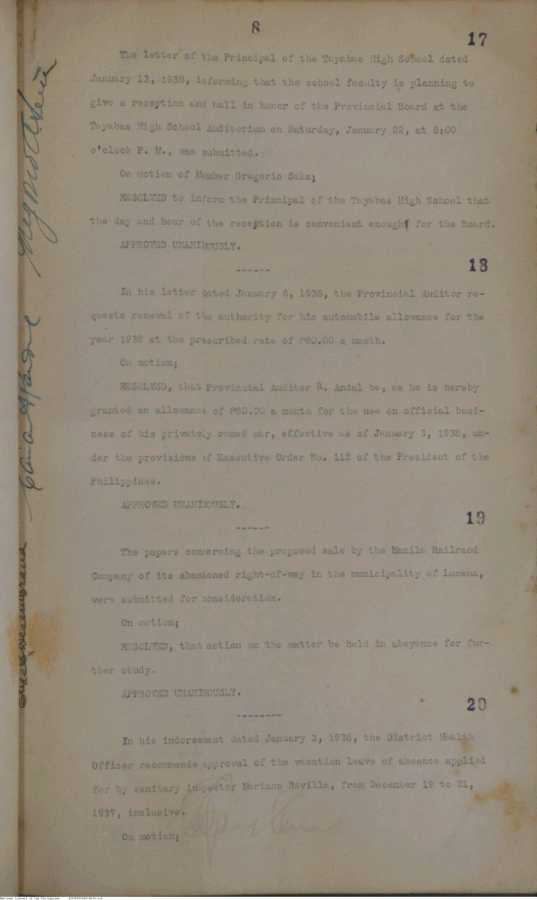 8
17
The letter of the Principal of the Tayabas High School dated
January 12, 1938, informing that the school faculty is planning to
give a reception and ball in honor of the Provincial Board at the
Tayabas High School Auditorium on Saturday, January 22, at 8:00
o'clock P. M., was submitted.
On motion of Member Gregorio
RESOLVED to inform the Principal of the Tayabas High School that
the day and hour of the reception is convenient enough for the Board.
APPROVED UNANIMOUSLY.
------
18
In his letter dated January 6, 1938, the Provincial Auditor re-
quests renewal of the authority for his automobile allowance for the
year 1938 at the prescribed rate of ₱60.00 a month.
On motion;
RESOLVED, that Provincial Auditor R. Andal be, as he is hereby
granted an allowance of ₱60.00 a month for the use on official busi-
ness of his privately owned car, effective as of January 3, 1938, un-
der the provisions of Executive Order No. 112 of the President of the
Philippines.
APPROVED UNANIMOUSLY.
------
19
The papers concerning the proposed sale by the Manila Railroad
Company of its abandoned right-of-way in the municipality of Lucena,
were submitted for consideration.
On motion;
RESOLVED, that action on the matter be held in abeyance for fur-
ther study.
APPROVED UNANIMOUSLY.
--------
20
In his indorsement dated January 3, 1938, the District Health
Officer recommends approval of the vacation leave of absence applied
for by sanitary inspector Mariano Revilla, from December 19 to 21,
1937, inclusive.
On motion;